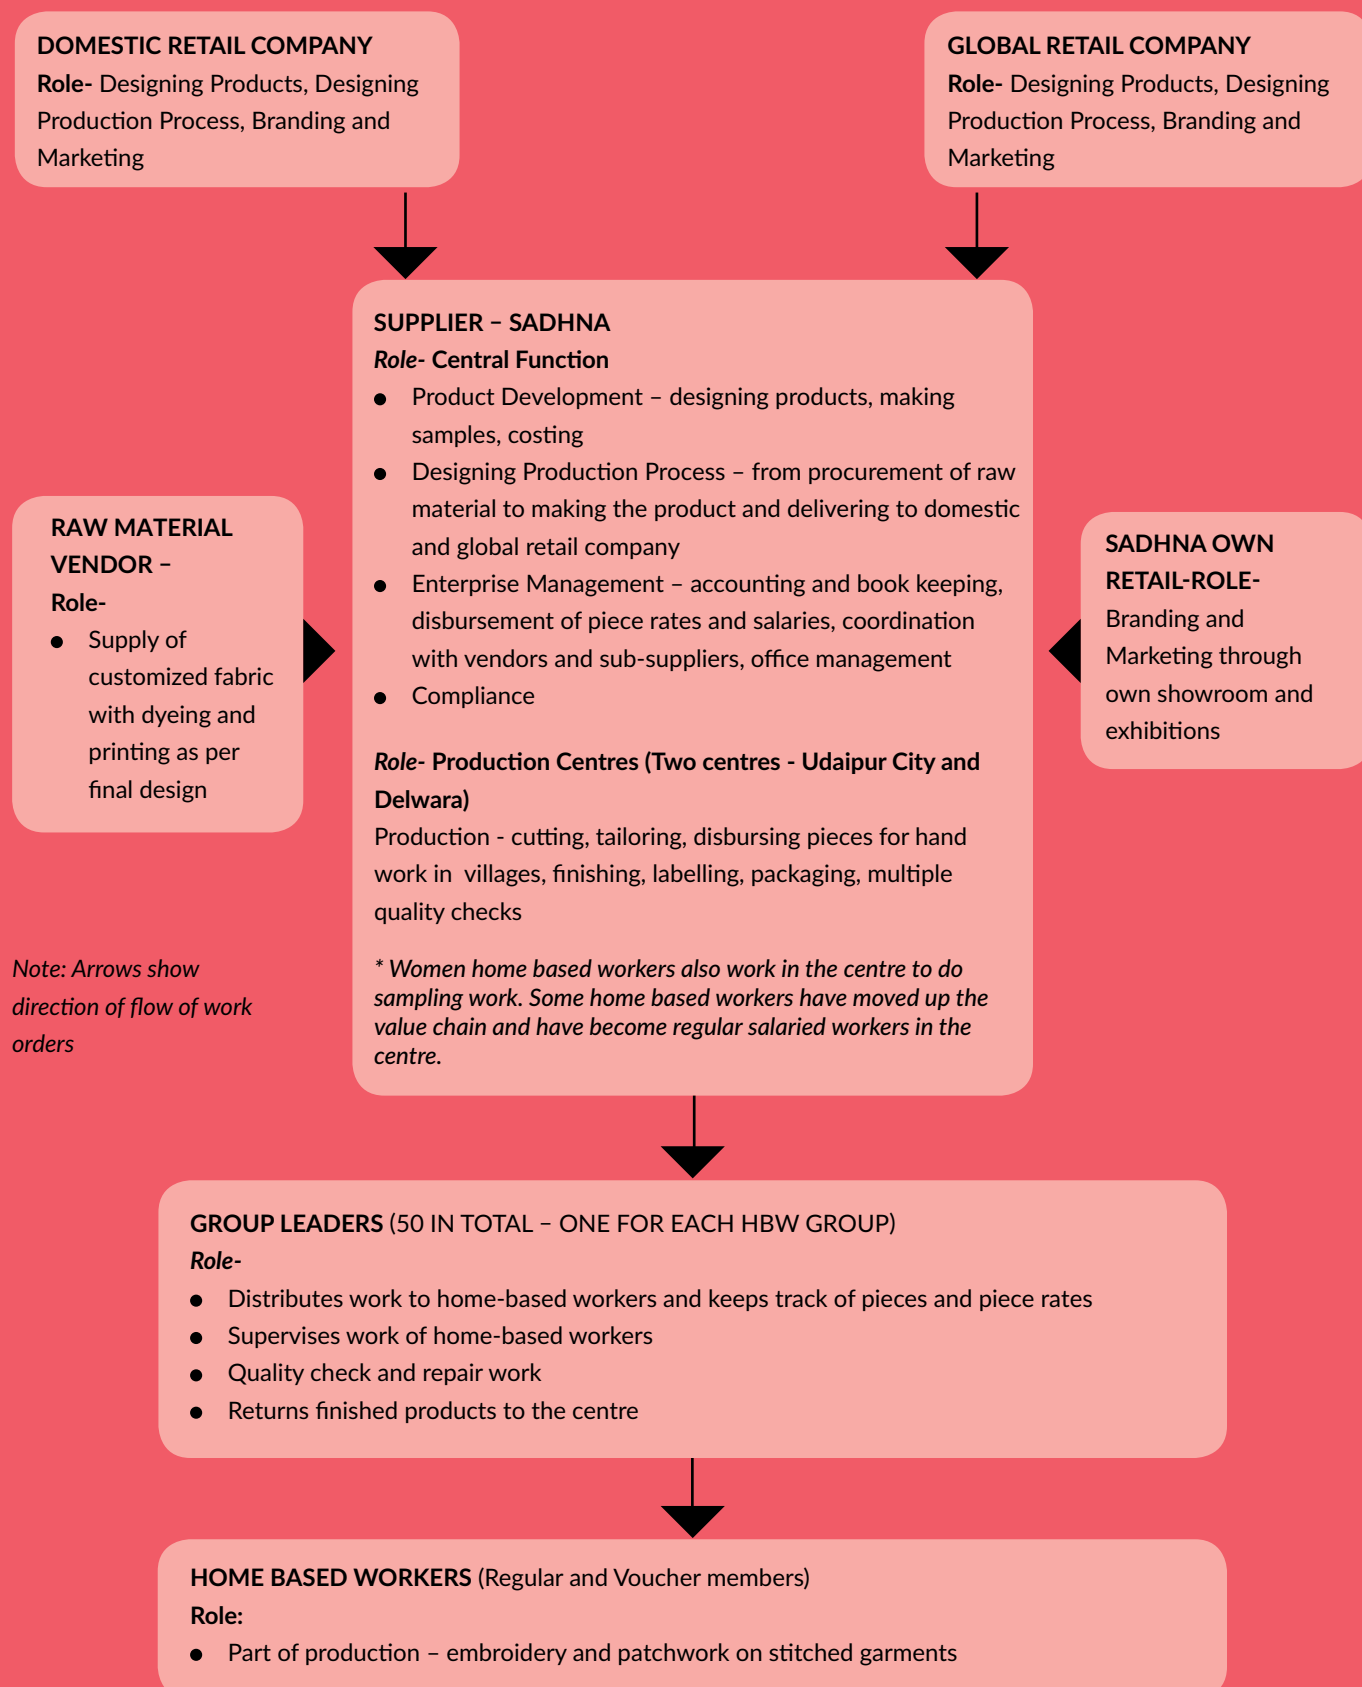 DOMESTIC RETAIL COMPANY
Role- Designing Products, Designing
Production Process, Branding and
Marketing
GLOBAL RETAIL COMPANY
Role- Designing Products, Designing
Production Process, Branding and
Marketing
SUPPLIER – SADHNA
Role- Central Function
● Product Development – designing products, making
samples, costing
● Designing Production Process – from procurement of raw
material to making the product and delivering to domestic
and global retail company
● Enterprise Management – accounting and book keeping,
disbursement of piece rates and salaries, coordination
with vendors and sub-suppliers, office management
● Compliance
Role- Production Centres (Two centres - Udaipur City and
Delwara)
Production - cutting, tailoring, disbursing pieces for hand
work in villages, finishing, labelling, packaging, multiple
quality checks
* Women home based workers also work in the centre to do
sampling work. Some home based workers have moved up the
value chain and have become regular salaried workers in the
centre.
RAW MATERIAL
VENDOR –
Role-
● Supply of
customized fabric
with dyeing and
printing as per
final design
SADHNA OWN
RETAIL-ROLE-
Branding and
Marketing through
own showroom and
exhibitions
Note: Arrows show
direction of flow of work
orders
GROUP LEADERS (50 IN TOTAL – ONE FOR EACH HBW GROUP)
Role-
● Distributes work to home-based workers and keeps track of pieces and piece rates
● Supervises work of home-based workers
● Quality check and repair work
● Returns finished products to the centre
HOME BASED WORKERS (Regular and Voucher members)
Role:
● Part of production – embroidery and patchwork on stitched garments